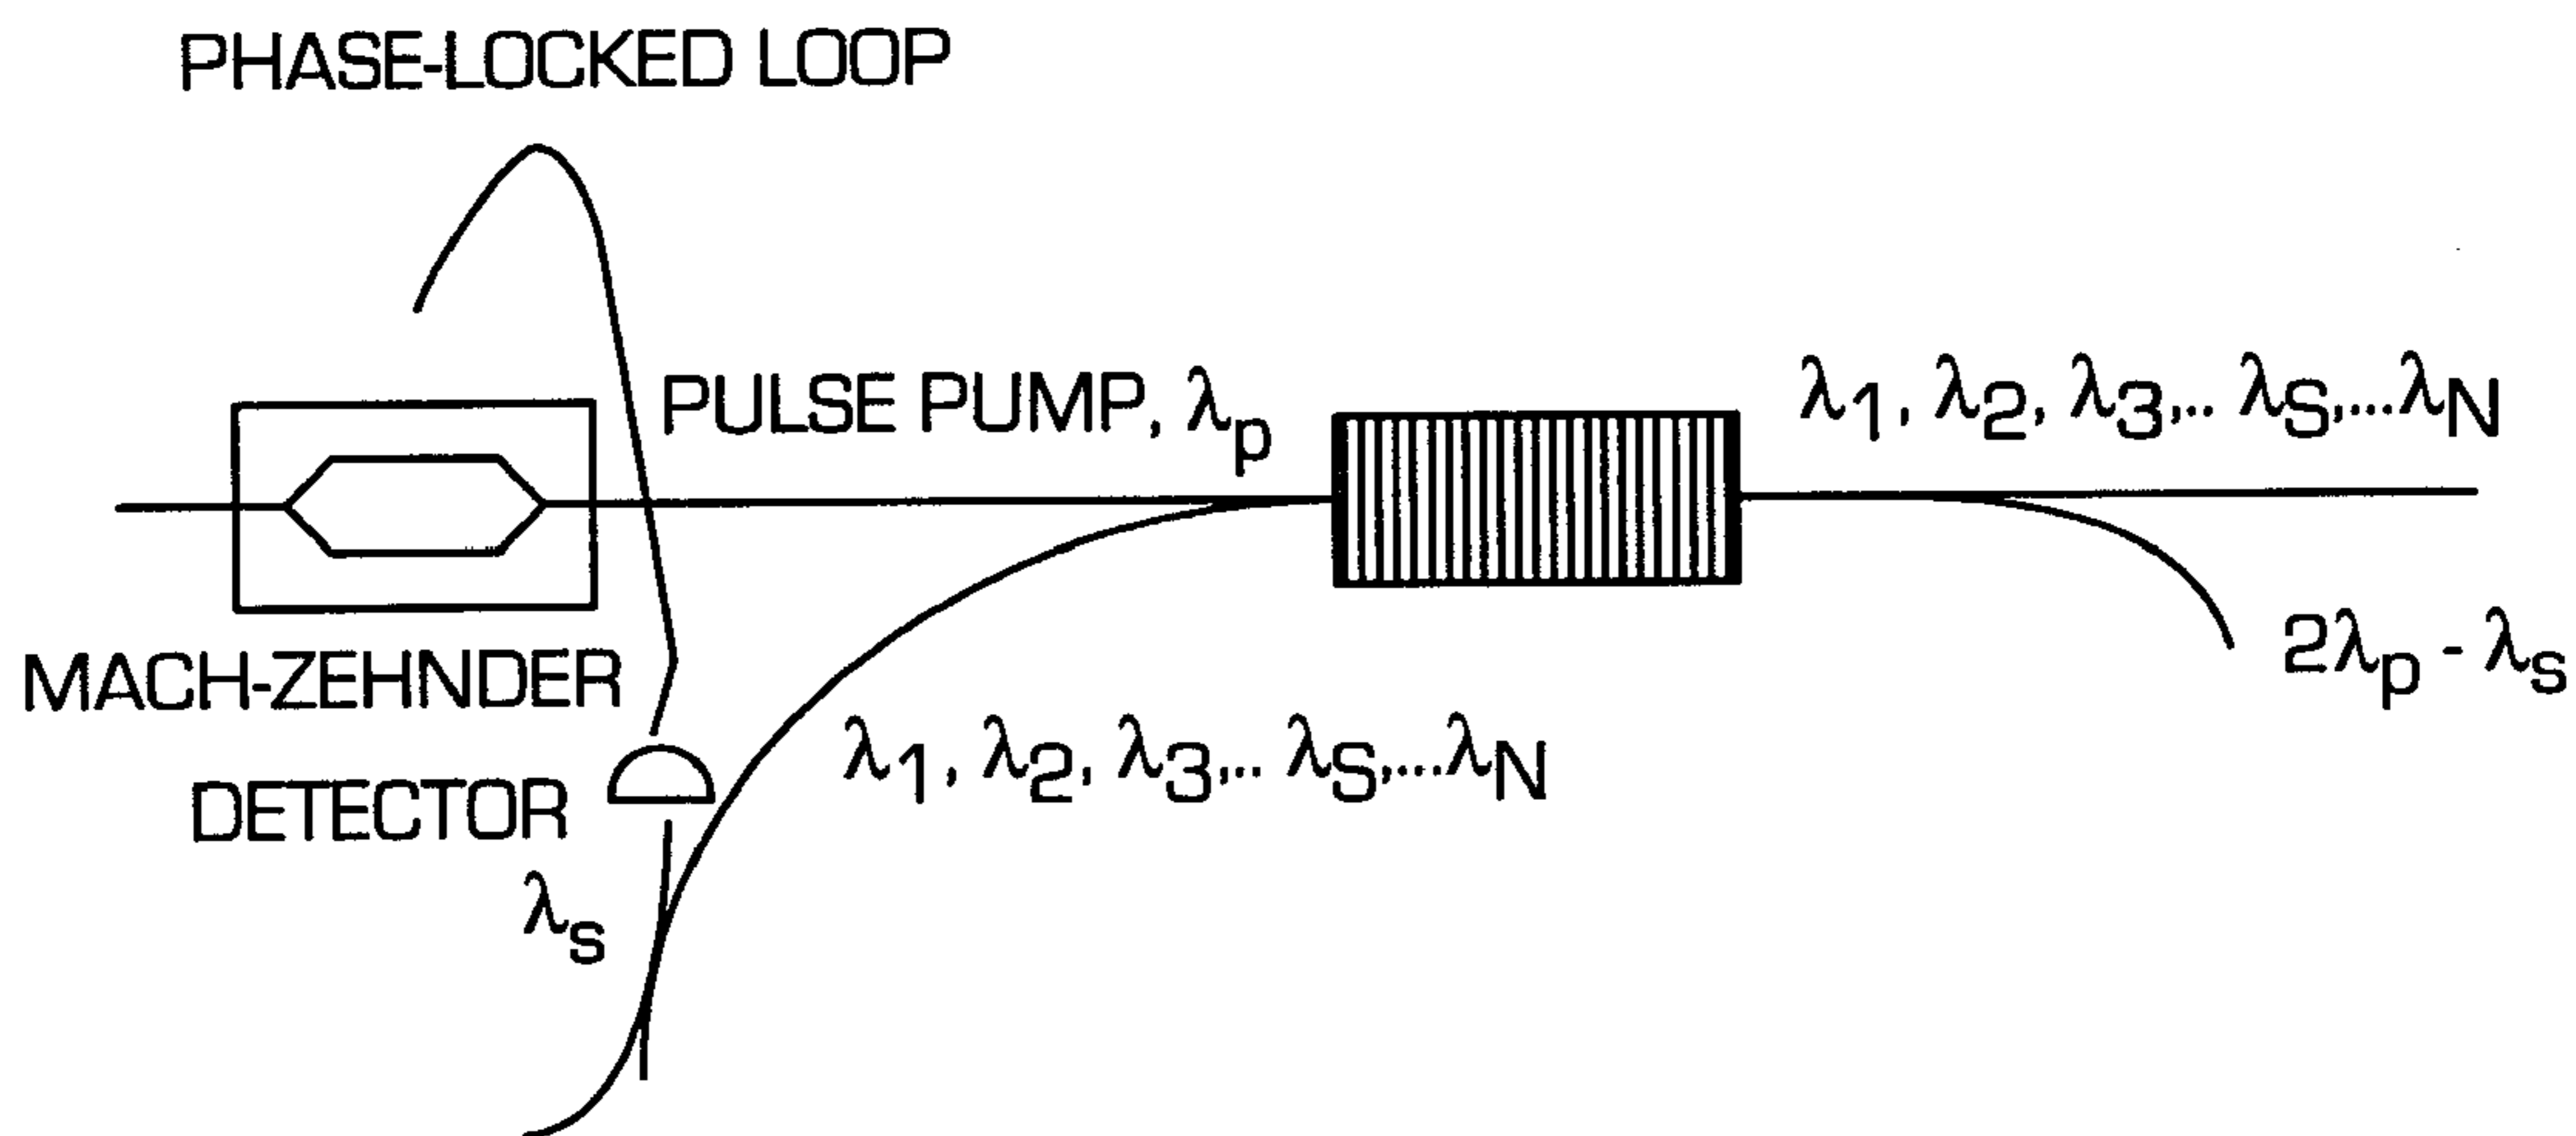 PHASE-LOCKED LOOP
PULSE PUMP, λp
λ1, λ2, λ3,.. λS,...λN
MACH-ZEHNDER
2λp - λs
λ1, λ2, λ3,.. λS,...λN
DETECTOR
λs